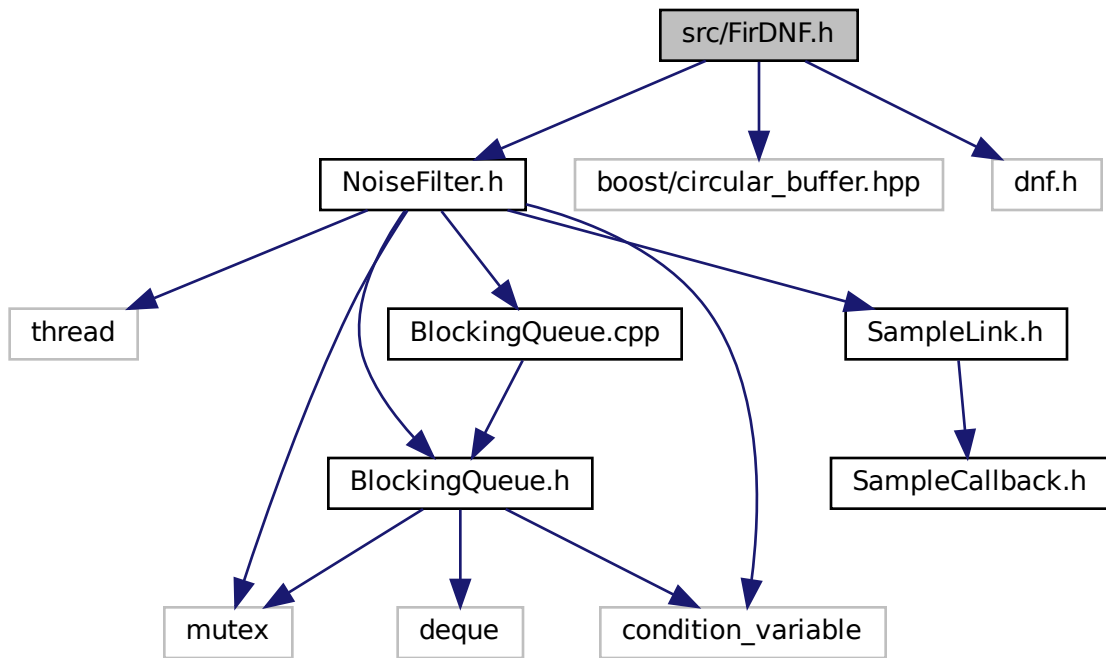 src/FirDNF.h
NoiseFilter.h
boost/circular_buffer.hpp
dnf.h
thread
BlockingQueue.cpp
SampleLink.h
BlockingQueue.h
SampleCallback.h
mutex
deque
condition_variable